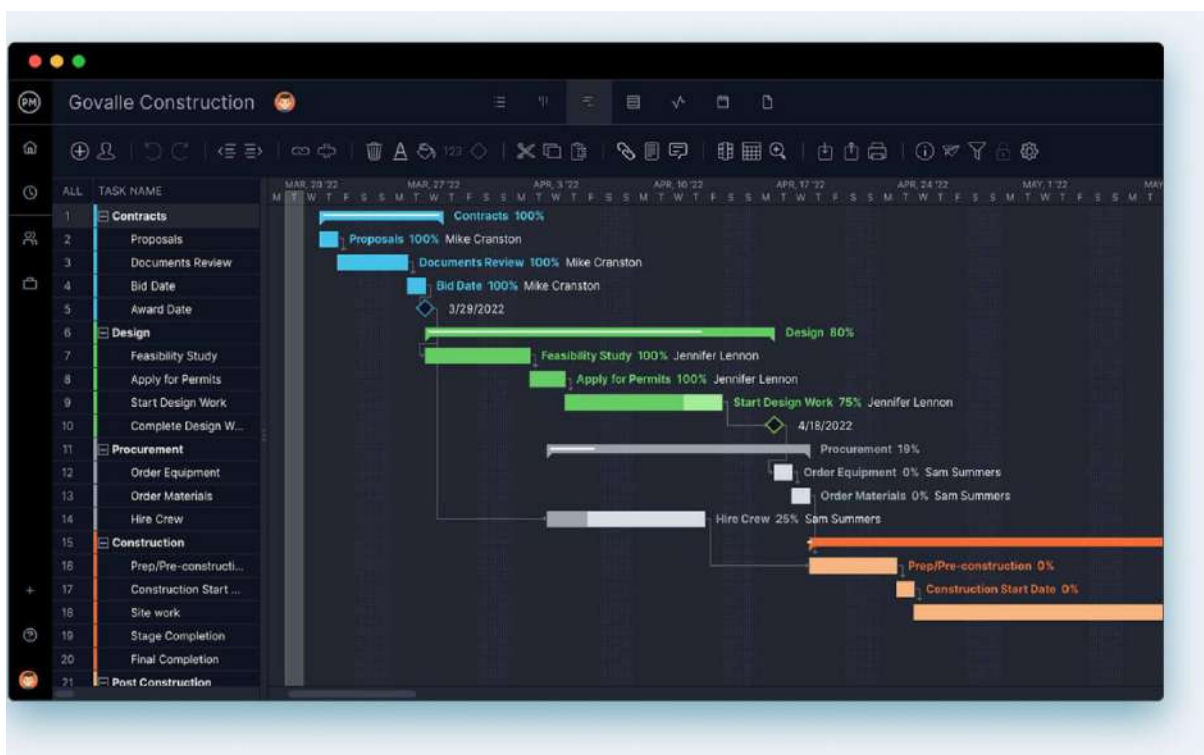 PM Govalle Construction
123
ALL TASK NAME MAR, 20 '22 MAR, 27 '22 APR, 3 '22 APR, 10 '22 APR, 17 '22 APR, 24 '22 MAY, 1 '22 MAY
M T W T F S S M T W T F S S M T W T F S S M T W T F S S M T W T F S S M T W T F S S M T W T F S S M T
1 Contracts Contracts 100%
2 Proposals Proposals 100% Mike Cranston
3 Documents Review Documents Review 100% Mike Cranston
4 Bid Date Bid Date 100% Mike Cranston
5 Award Date 3/29/2022
6 Design Design 80%
7 Feasibility Study Feasibility Study 100% Jennifer Lennon
8 Apply for Permits Apply for Permits 100% Jennifer Lennon
9 Start Design Work Start Design Work 75% Jennifer Lennon
10 Complete Design W... 4/18/2022
11 Procurement Procurement 19%
12 Order Equipment Order Equipment 0% Sam Summers
13 Order Materials Order Materials 0% Sam Summers
14 Hire Crew Hire Crew 25% Sam Summers
15 Construction
16 Prep/Pre-constructi... Prep/Pre-construction 0%
17 Construction Start ... Construction Start Date 0%
18 Site work
19 Stage Completion
20 Final Completion
21 Post Construction